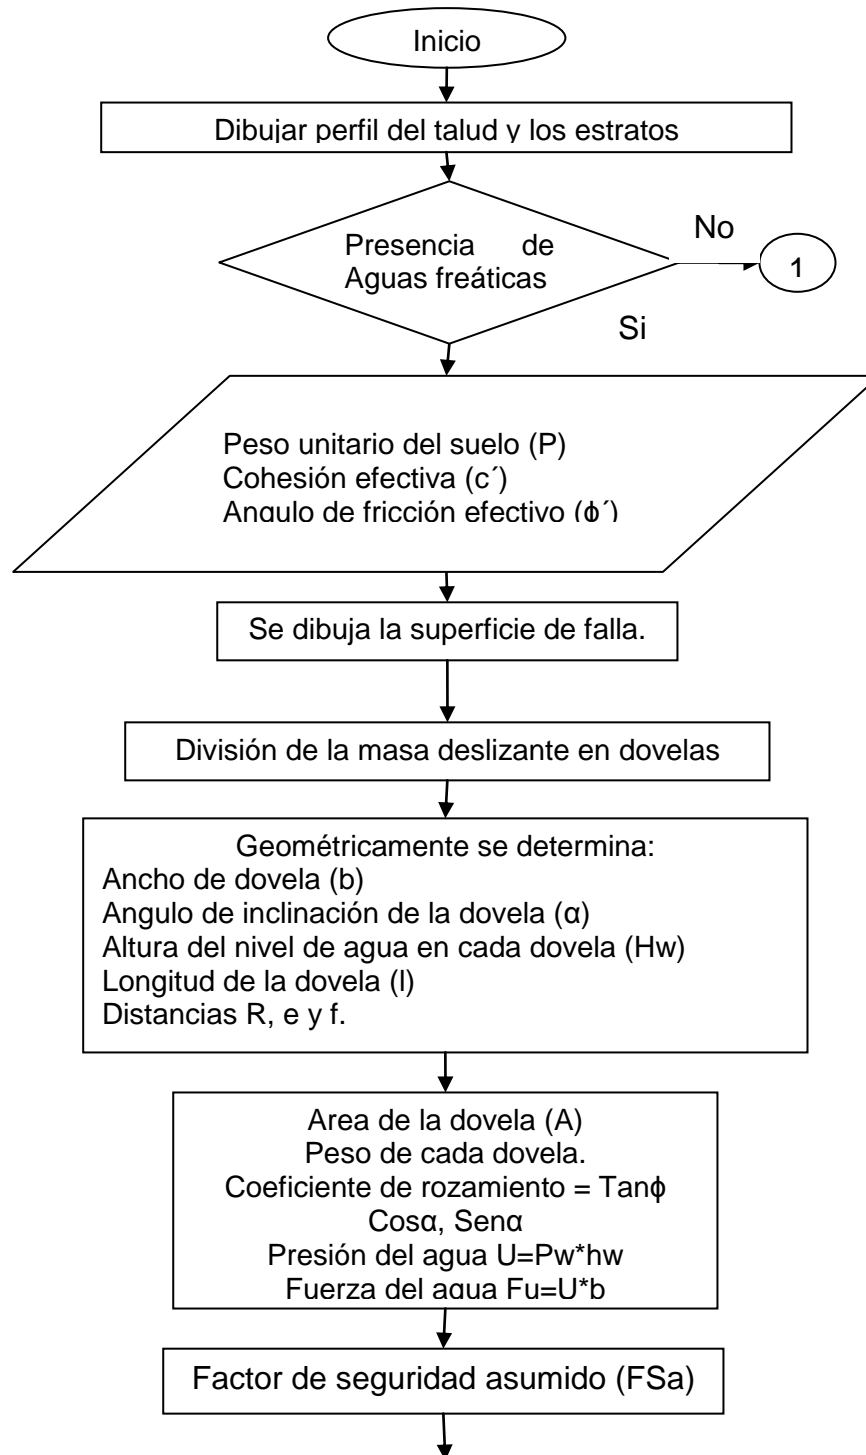 Inicio
Dibujar perfil del talud y los estratos
Presencia de
Aguas freáticas
No
1
Si
Peso unitario del suelo (P)
Cohesión efectiva (c´)
Angulo de fricción efectivo (ϕ´)
Se dibuja la superficie de falla.
División de la masa deslizante en dovelas
Geométricamente se determina:
Ancho de dovela (b)
Angulo de inclinación de la dovela (α)
Altura del nivel de agua en cada dovela (Hw)
Longitud de la dovela (l)
Distancias R, e y f.
Area de la dovela (A)
Peso de cada dovela.
Coeficiente de rozamiento = Tanϕ
Cosα, Senα
Presión del agua U=Pw*hw
Fuerza del agua Fu=U*b
Factor de seguridad asumido (FSa)